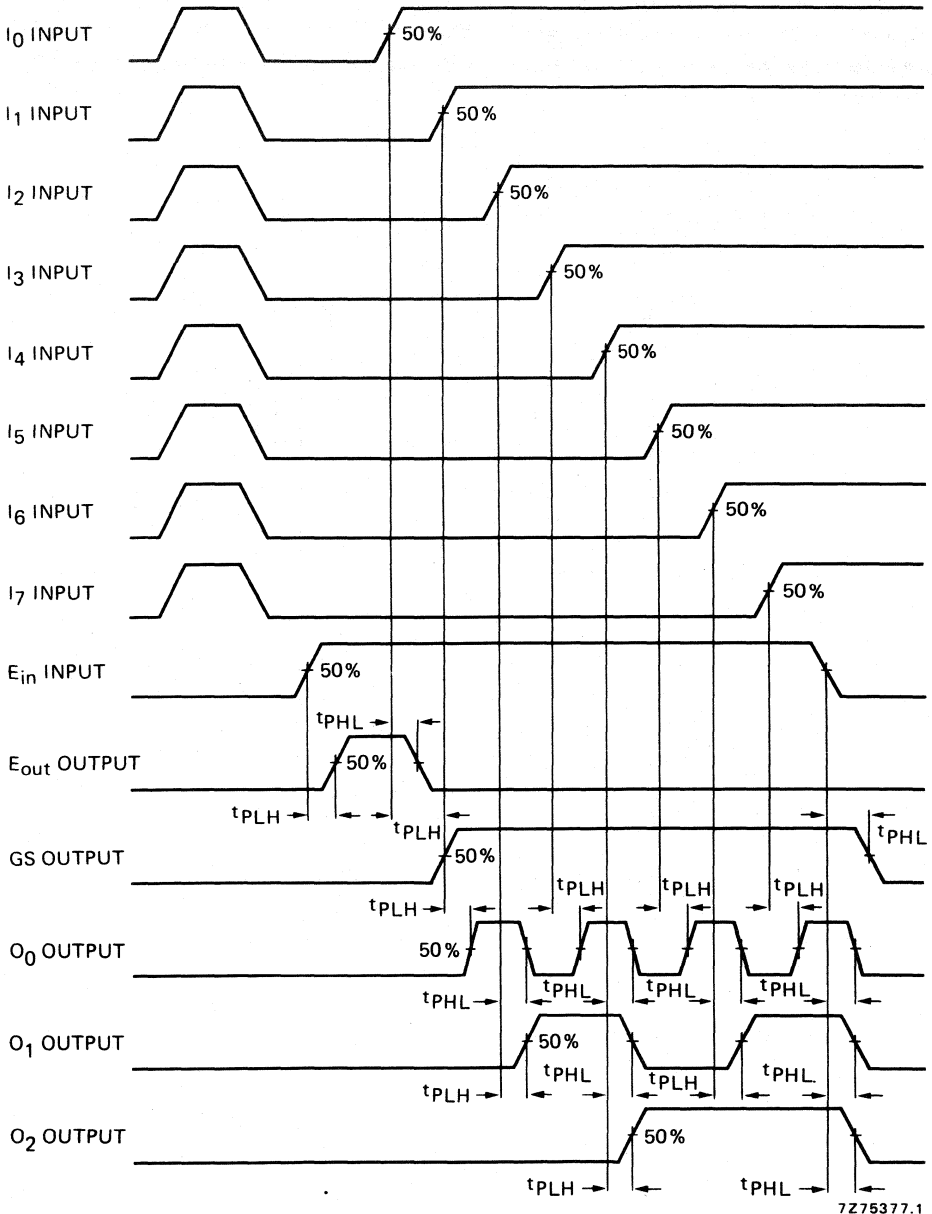 I0 INPUT
50%
I1 INPUT
50%
I2 INPUT
50%
I3 INPUT
50%
I4 INPUT
50%
I5 INPUT
50%
I6 INPUT
50%
I7 INPUT
50%
Ein INPUT
50%
tPHL
Eout OUTPUT
50%
tPLH
tPLH
tPHL
GS OUTPUT
50%
tPLH
tPLH
tPLH
tPLH
O0 OUTPUT
50%
tPHL
tPHL
tPHL
tPHL
O1 OUTPUT
50%
tPLH
tPHL
tPLH
tPHL.
O2 OUTPUT
50%
tPLH
tPHL
7Z75377.1